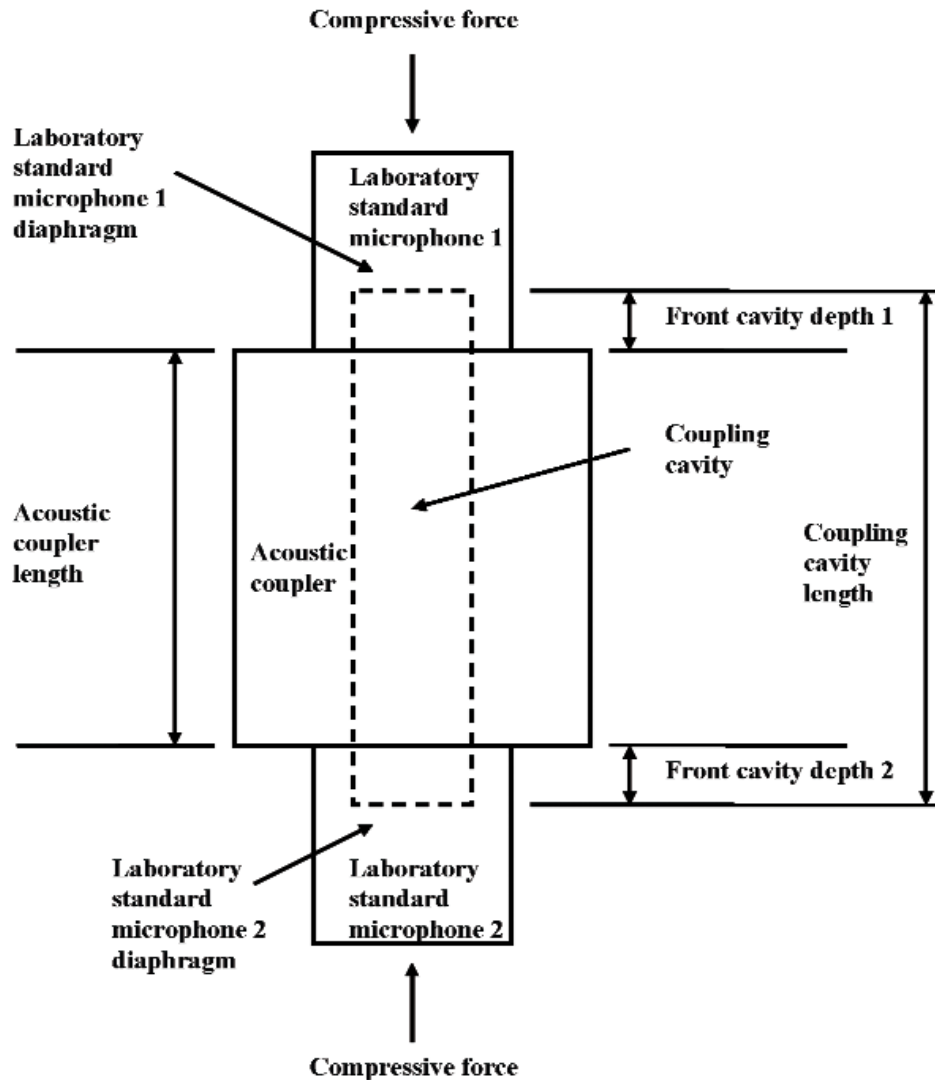 Compressive force
Laboratory
standard
microphone 1
diaphragm
Laboratory
standard
microphone 1
Front cavity depth 1
Coupling
cavity
Acoustic
coupler
length
Acoustic
coupler
Coupling
cavity
length
Front cavity depth 2
Laboratory
standard
microphone 2
diaphragm
Laboratory
standard
microphone 2
Compressive force